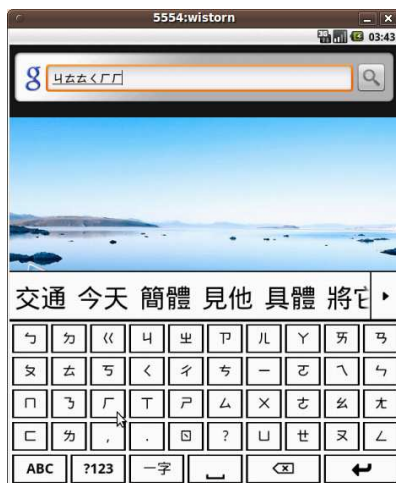 5554:wistorn
3G 03:43
g ㄐㄊㄊㄑㄏㄏ
交通 今天 簡體 見他 具體 將它
ㄅ ㄉ ㄍ ㄐ ㄓ ㄗ ㄦ ㄚ ㄞ ㄢ
ㄆ ㄊ ㄎ ㄑ ㄔ ㄘ ㄧ ㄛ ㄟ ㄣ
ㄇ ㄋ ㄏ ㄒ ㄕ ㄙ ㄨ ㄜ ㄠ ㄤ
ㄈ ㄌ , . ㄖ ? ㄩ ㄝ ㄡ ㄥ
ABC ?123 一字